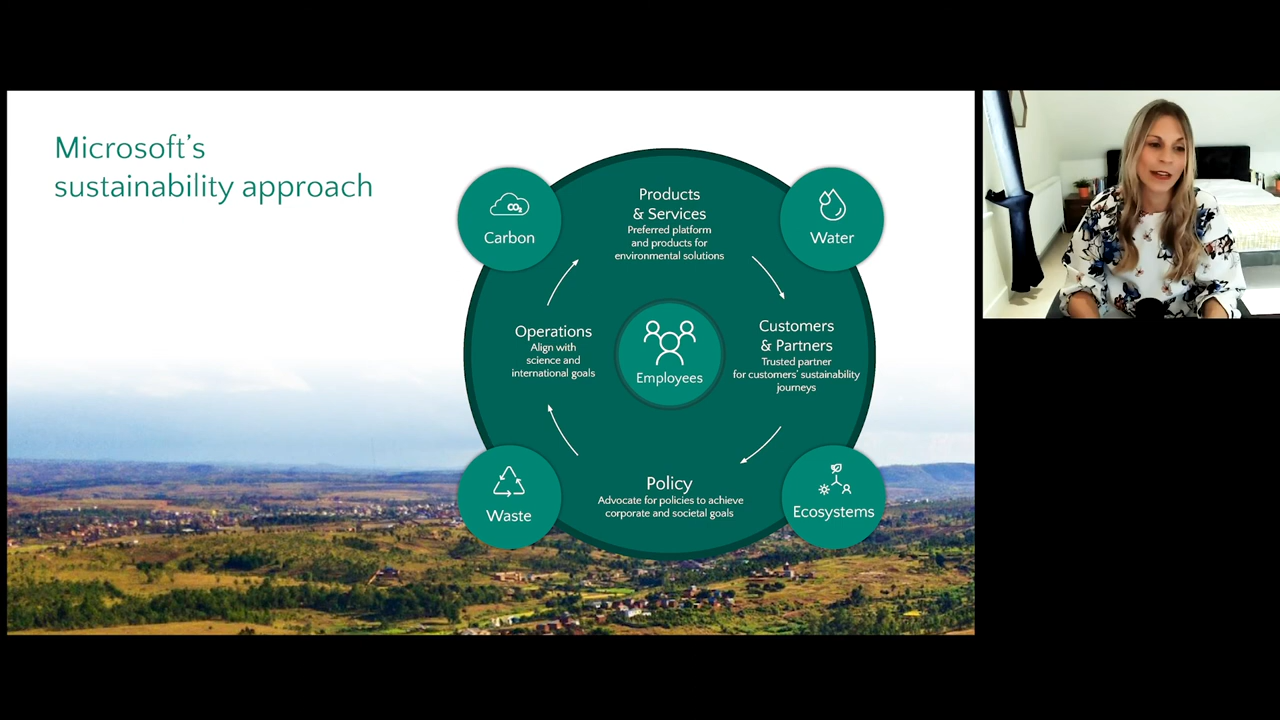 Microsoft's
sustainability approach
Carbon
Products
& Services
Preferred platform
and products for
environmental solutions
Water
Operations
Align with
science and
international goals
Employees
Customers
& Partners
Trusted partner
for customers' sustainability
journeys
Waste
Policy
Advocate for policies to achieve
corporate and societal goals
Ecosystems
CO₂